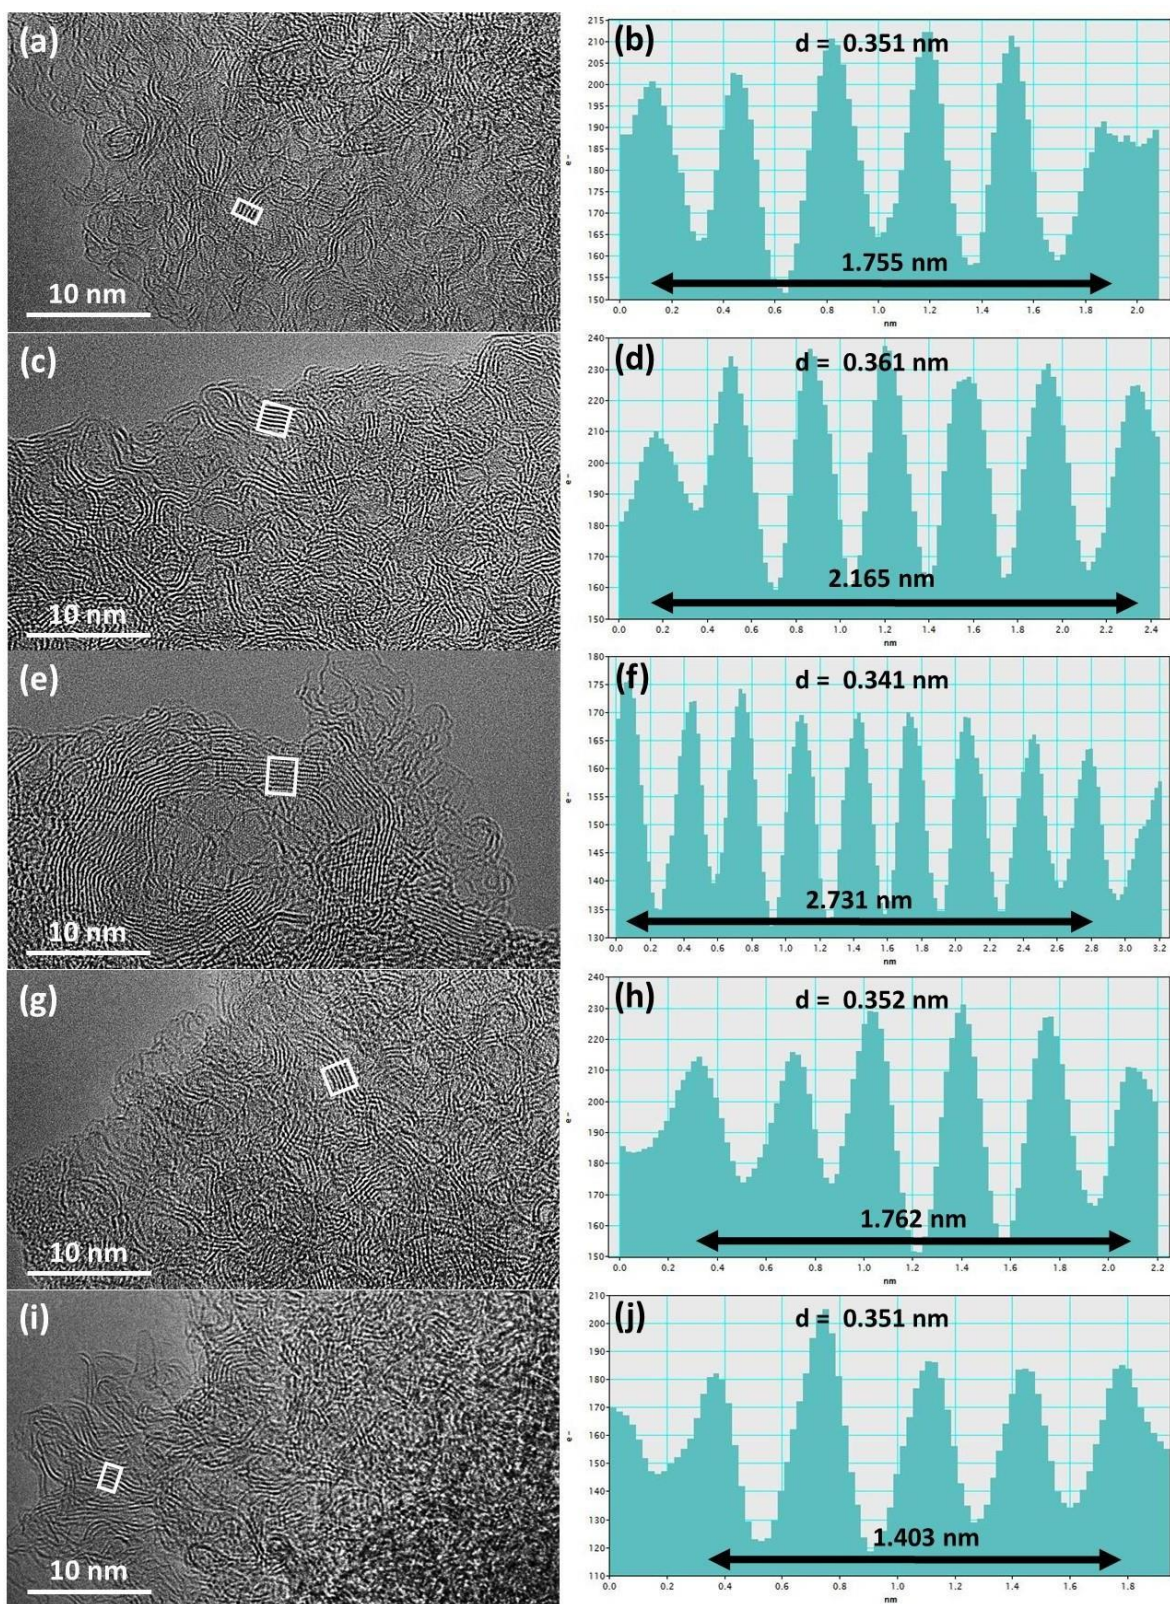 (a)
10 nm
(b)
d = 0.351 nm
215
210
205
200
195
190
185
180
175
170
165
160
155
150
e-
1.755 nm
0.0 0.2 0.4 0.6 0.8 1.0 1.2 1.4 1.6 1.8 2.0
nm
(c)
10 nm
(d)
d = 0.361 nm
240
230
220
210
200
190
180
170
160
150
e-
2.165 nm
0.0 0.2 0.4 0.6 0.8 1.0 1.2 1.4 1.6 1.8 2.0 2.2 2.4
nm
(e)
10 nm
(f)
d = 0.341 nm
180
175
170
165
160
155
150
145
140
135
130
e-
2.731 nm
0.0 0.2 0.4 0.6 0.8 1.0 1.2 1.4 1.6 1.8 2.0 2.2 2.4 2.6 2.8 3.0 3.2
nm
(g)
10 nm
(h)
d = 0.352 nm
240
230
220
210
200
190
180
170
160
150
e-
1.762 nm
0.0 0.2 0.4 0.6 0.8 1.0 1.2 1.4 1.6 1.8 2.0 2.2
nm
(i)
10 nm
(j)
d = 0.351 nm
210
200
190
180
170
160
150
140
130
120
110
e-
1.403 nm
0.0 0.2 0.4 0.6 0.8 1.0 1.2 1.4 1.6 1.8
nm